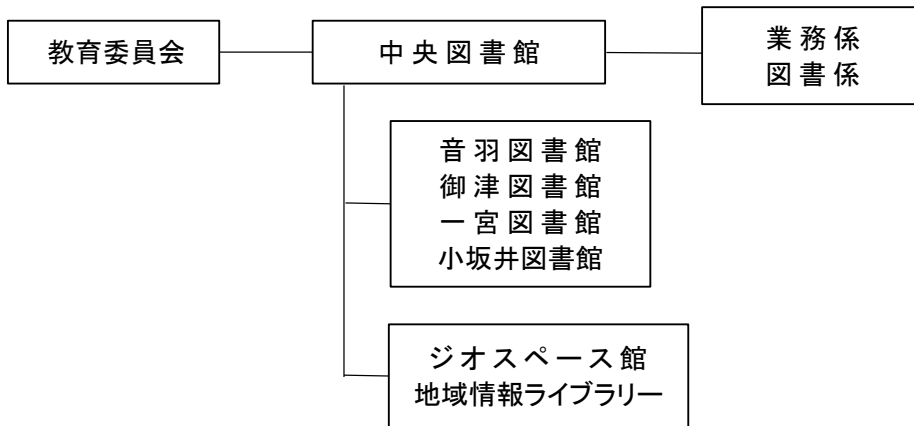 教育委員会
中央図書館
業務係
図書係
音羽図書館
御津図書館
一宮図書館
小坂井図書館
ジオスペース館
地域情報ライブラリー